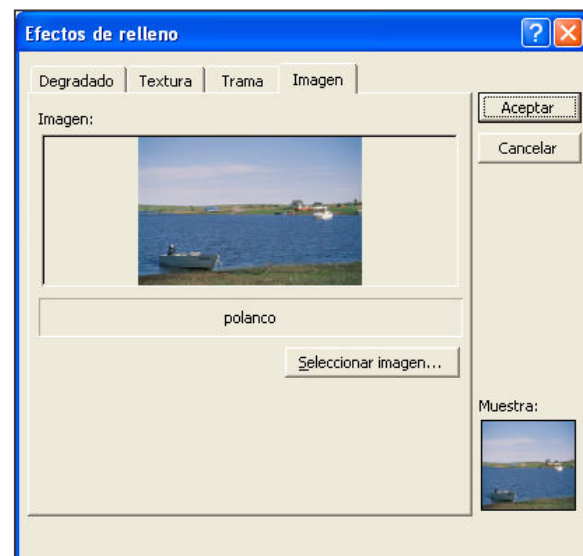 Efectos de relleno
Degradado Textura Trama Imagen
Aceptar
Imagen:
Cancelar
polanco
Seleccionar imagen...
Muestra: